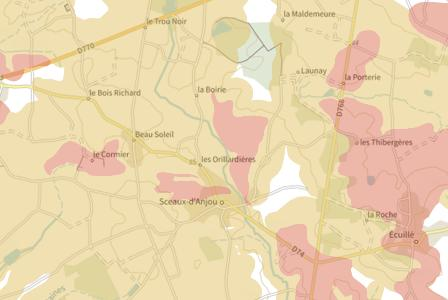 le Trou Noir
la Maldemeure
D770
Launay
la Porterie
le Bois Richard
la Boirie
D768
Beau Soleil
les Thibergères
le Cormier
les Orillardières
Sceaux-d'Anjou
la Roche
Écuillé
D74